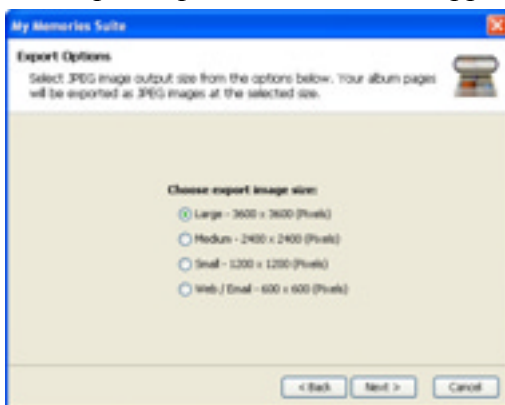 My Memories Suite
Export Options
Select JPEG image output size from the options below. Your album pages
will be exported as JPEG images at the selected size.
Choose export image size:
Large - 3600 x 3600 (Pixels)
Medium - 2400 x 2400 (Pixels)
Small - 1200 x 1200 (Pixels)
Web / Email - 600 x 600 (Pixels)
< Back Next > Cancel